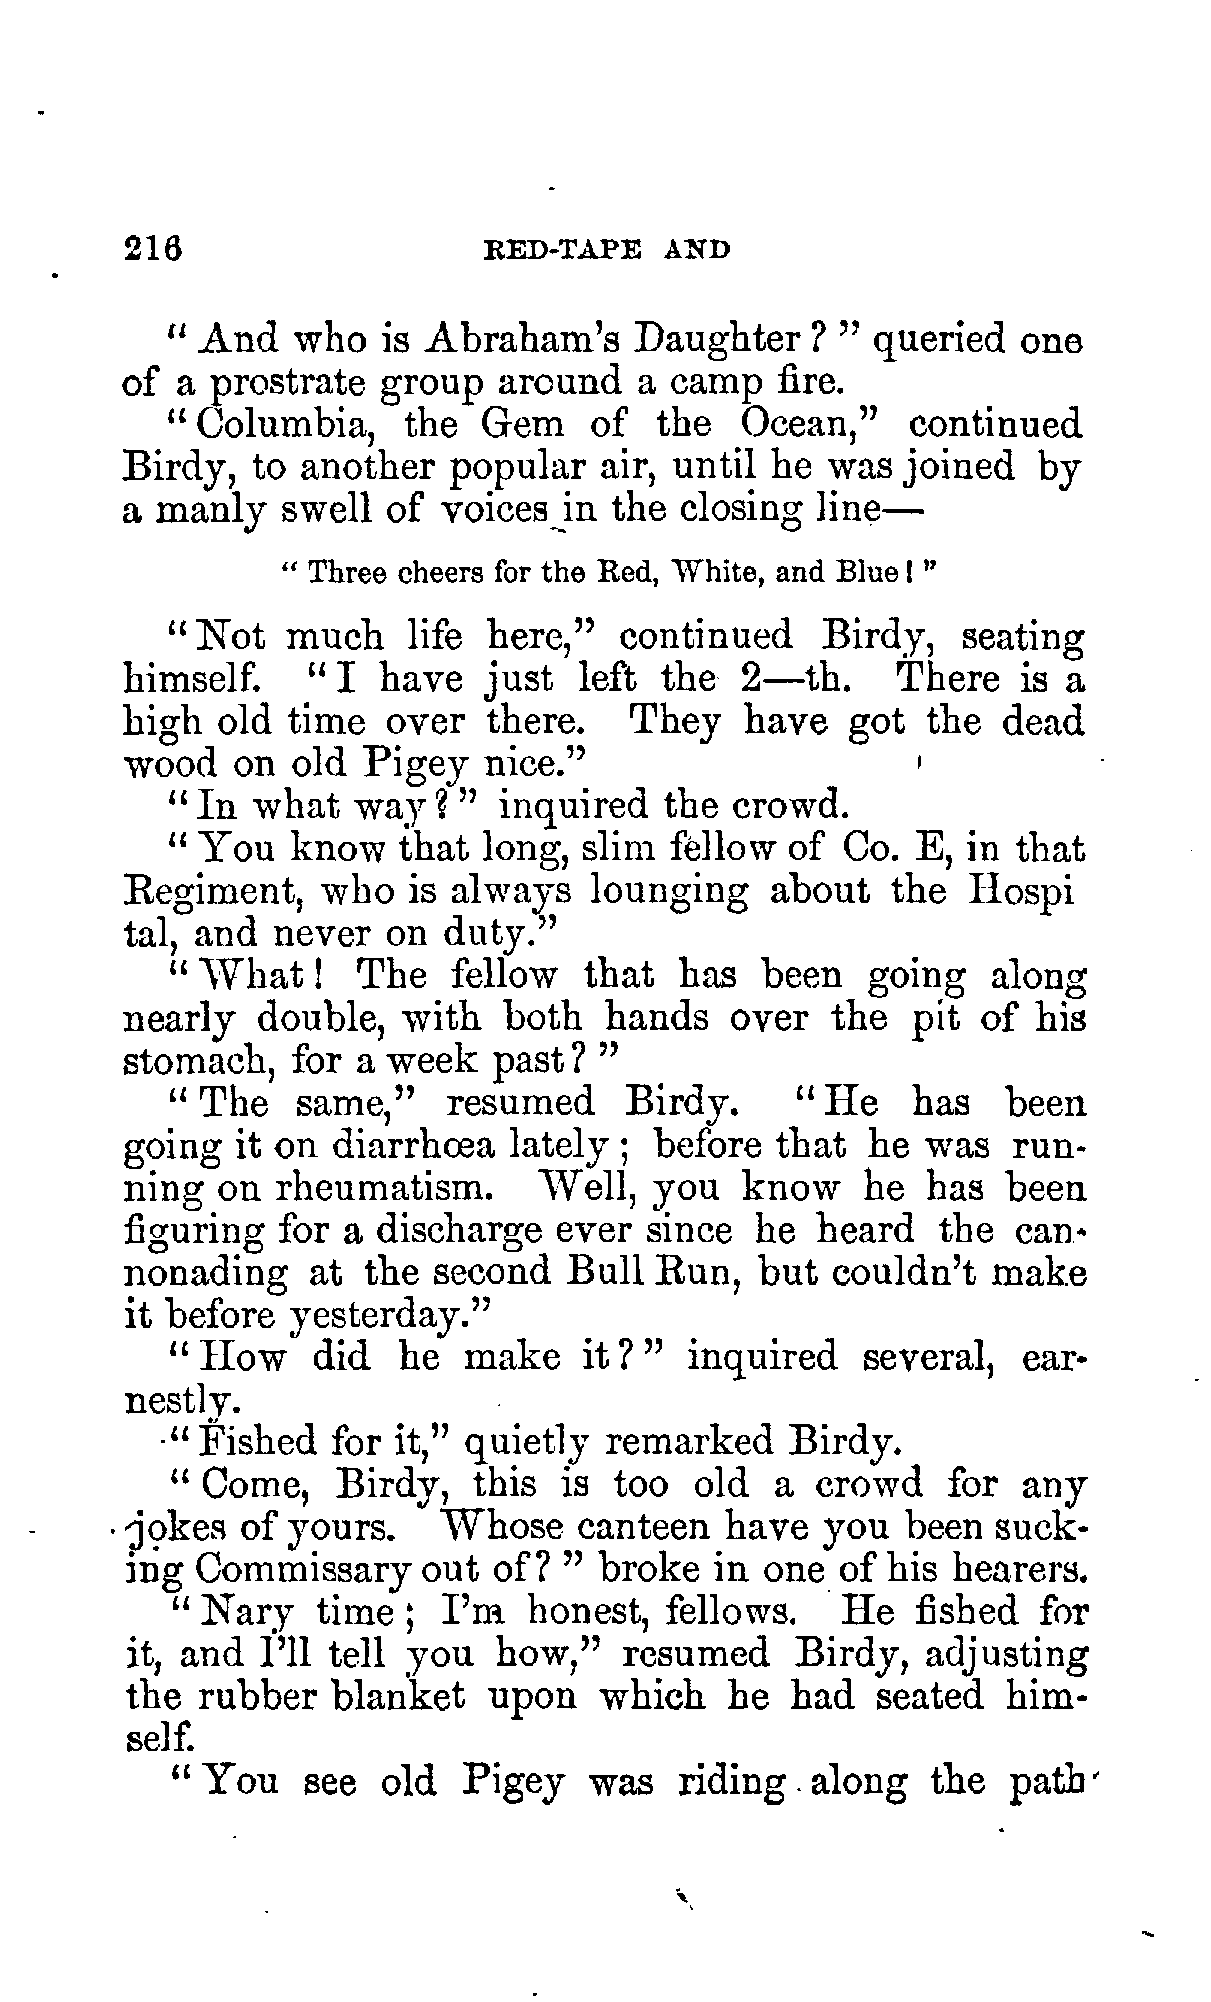 216 RED-TAPE AND
“ And who is Abraham’s Daughter ? ” queried one
of a prostrate group around a camp fire.
“ Columbia, the Gem of the Ocean,” continued
Birdy, to another popular air, until he was joined by
a manly swell of voices in the closing line—
“ Three cheers for the Red, White, and Blue ! ”
“ Not much life here,” continued Birdy, seating
himself. “ I have just left the 2—th. There is a
high old time over there. They have got the dead
wood on old Pigey nice.”
“ In what way ? ” inquired the crowd.
“ You know that long, slim fellow of Co. E, in that
Regiment, who is always lounging about the Hospi
tal, and never on duty.”
“ What ! The fellow that has been going along
nearly double, with both hands over the pit of his
stomach, for a week past ? ”
“ The same,” resumed Birdy. “ He has been
going it on diarrhœa lately ; before that he was run-
ning on rheumatism. Well, you know he has been
figuring for a discharge ever since he heard the can-
nonading at the second Bull Run, but couldn’t make
it before yesterday.”
“ How did he make it ? ” inquired several, ear-
nestly.
“ Fished for it,” quietly remarked Birdy.
“ Come, Birdy, this is too old a crowd for any
jokes of yours. Whose canteen have you been suck-
ing Commissary out of ? ” broke in one of his hearers.
“ Nary time ; I’m honest, fellows. He fished for
it, and I’ll tell you how,” resumed Birdy, adjusting
the rubber blanket upon which he had seated him-
self.
“ You see old Pigey was riding along the path